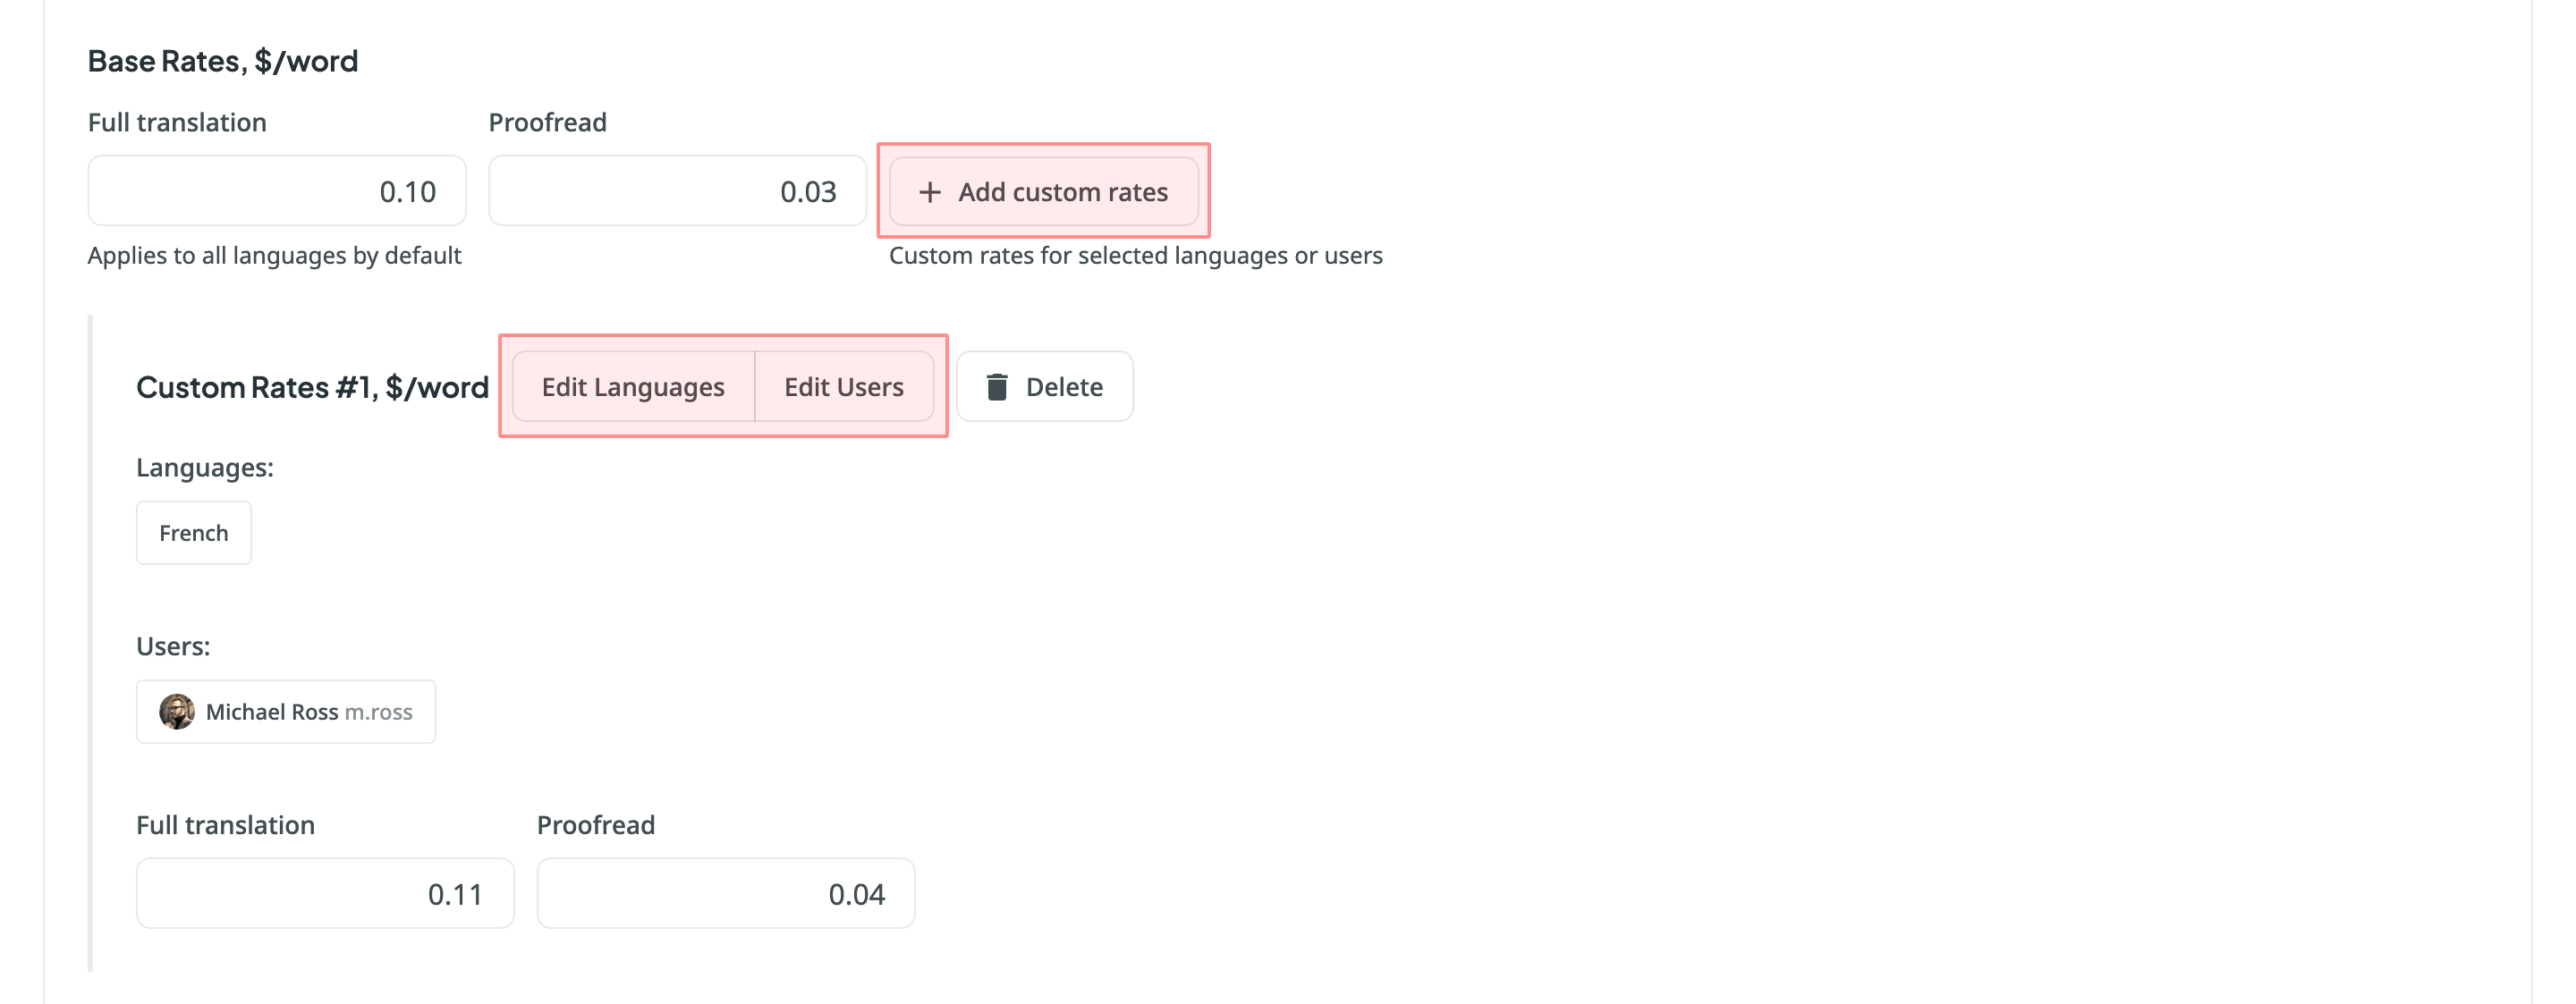 Base Rates, $/word
Full translation
Proofread
0.10
0.03
+ Add custom rates
Applies to all languages by default
Custom rates for selected languages or users
Custom Rates #1, $/word
Edit Languages
Edit Users
Delete
Languages:
French
Users:
Michael Ross m.ross
Full translation
Proofread
0.11
0.04